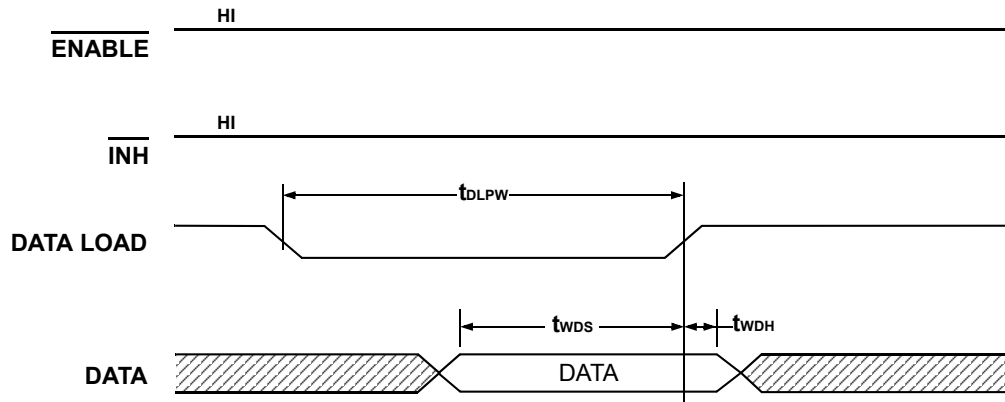 HI
ENABLE
HI
INH
tDLPW
DATA LOAD
tWDS
tWDH
DATA
DATA